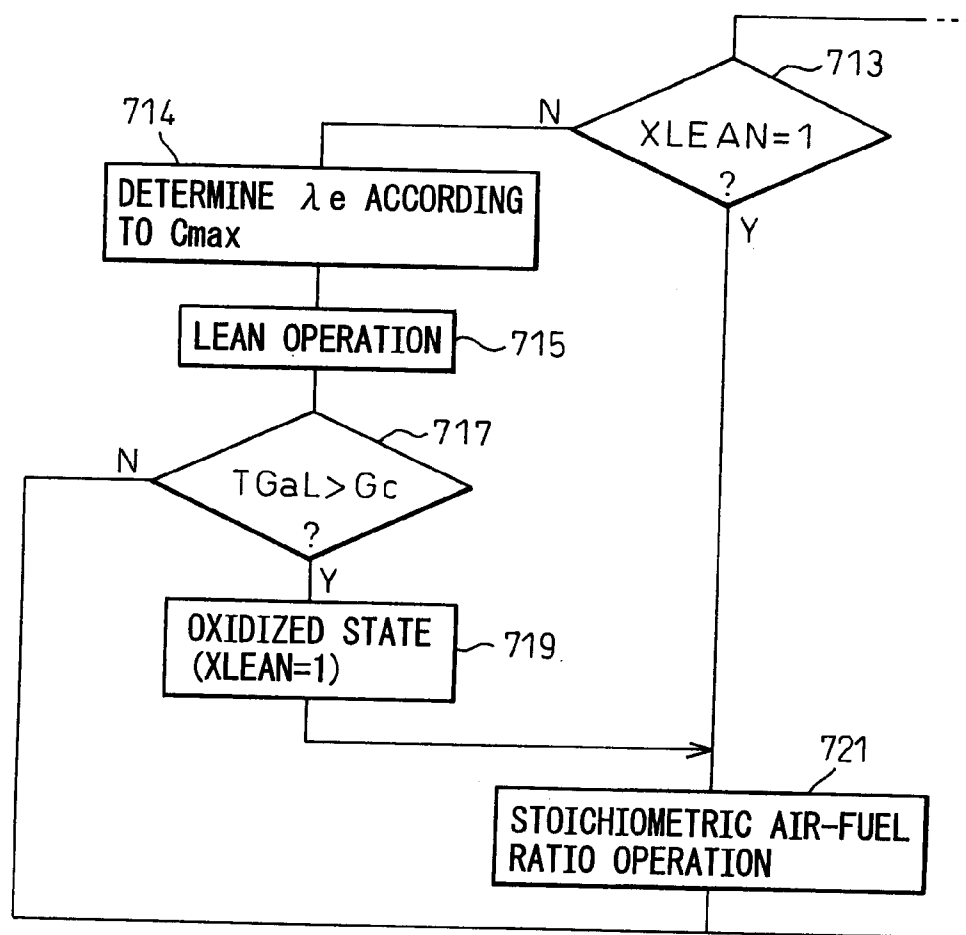 713
714
N
XLEAN=1
?
DETERMINE λe ACCORDING
TO Cmax
Y
LEAN OPERATION
715
717
N
TGaL>Gc
?
Y
OXIDIZED STATE
(XLEAN=1)
719
721
STOICHIOMETRIC AIR-FUEL
RATIO OPERATION